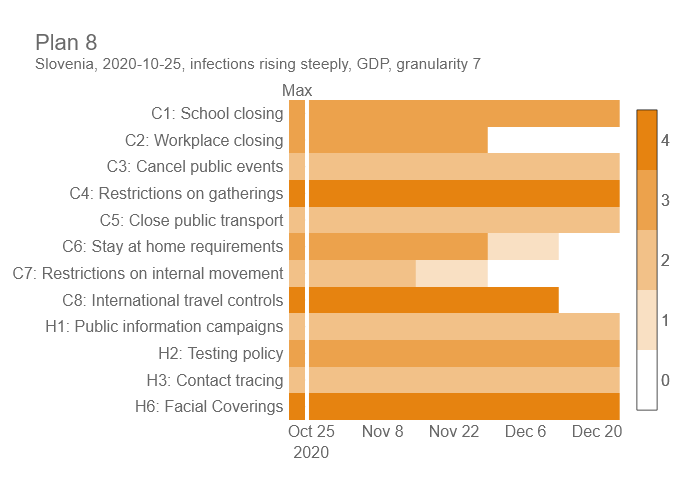 Plan 8
Slovenia, 2020-10-25, infections rising steeply, GDP, granularity 7
Max
C1: School closing
C2: Workplace closing
C3: Cancel public events
C4: Restrictions on gatherings
C5: Close public transport
C6: Stay at home requirements
C7: Restrictions on internal movement
C8: International travel controls
H1: Public information campaigns
H2: Testing policy
H3: Contact tracing
H6: Facial Coverings
Oct 25
2020
Nov 8
Nov 22
Dec 6
Dec 20
4
3
2
1
0